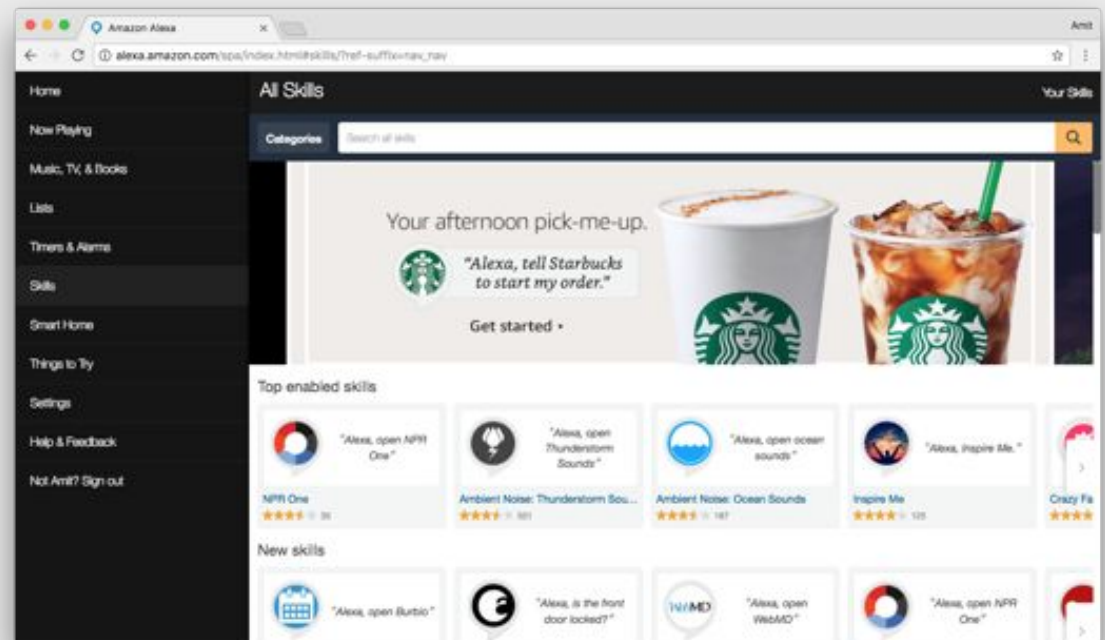 Amazon Alexa
Amit
alexa.amazon.com/spa/index.html#skills/?ref-suffix=nav_nav
Home
Now Playing
Music, TV, & Books
Lists
Timers & Alarms
Skills
Smart Home
Things to Try
Settings
Help & Feedback
Not Amit? Sign out
All Skills
Your Skills
Categories
Search all skills
Your afternoon pick-me-up.
"Alexa, tell Starbucks
to start my order."
Get started
Top enabled skills
"Alexa, open NPR
One"
NPR One
"Alexa, open
Thunderstorm
Sounds"
Ambient Noise: Thunderstorm Sou...
"Alexa, open ocean
sounds"
Ambient Noise: Ocean Sounds
187
"Alexa, Inspire Me."
Inspire Me
125
Crazy Fa
New skills
"Alexa, open Burbio"
"Alexa, is the front
door locked?"
WebMD
"Alexa, open
WebMD"
"Alexa, open NPR
One"